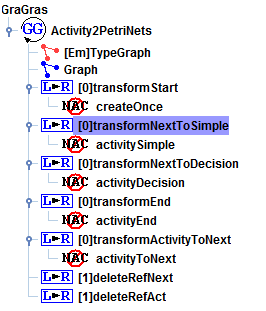 GraGras
GG Activity2PetriNets
[Em]TypeGraph
Graph
L R [0]transformStart
NAC createOnce
L R [0]transformNextToSimple
NAC activitySimple
L R [0]transformNextToDecision
NAC activityDecision
L R [0]transformEnd
NAC activityEnd
L R [0]transformActivityToNext
NAC activityToNext
L R [1]deleteRefNext
L R [1]deleteRefAct